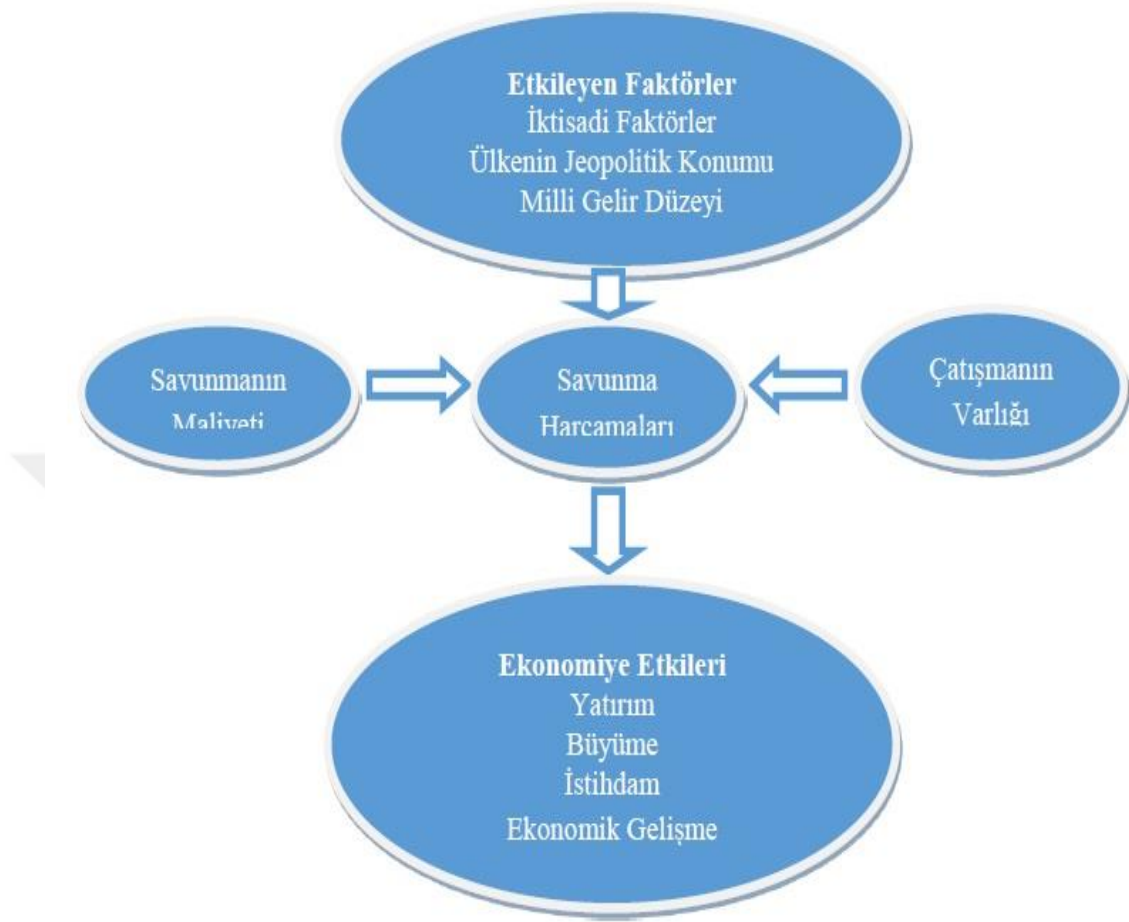 Etkileyen Faktörler
İktisadi Faktörler
Ülkenin Jeopolitik Konumu
Milli Gelir Düzeyi
Savunmanın
Maliyeti
Savunma
Harcamaları
Çatışmanın
Varlığı
Ekonomiye Etkileri
Yatırım
Büyüme
İstihdam
Ekonomik Gelişme